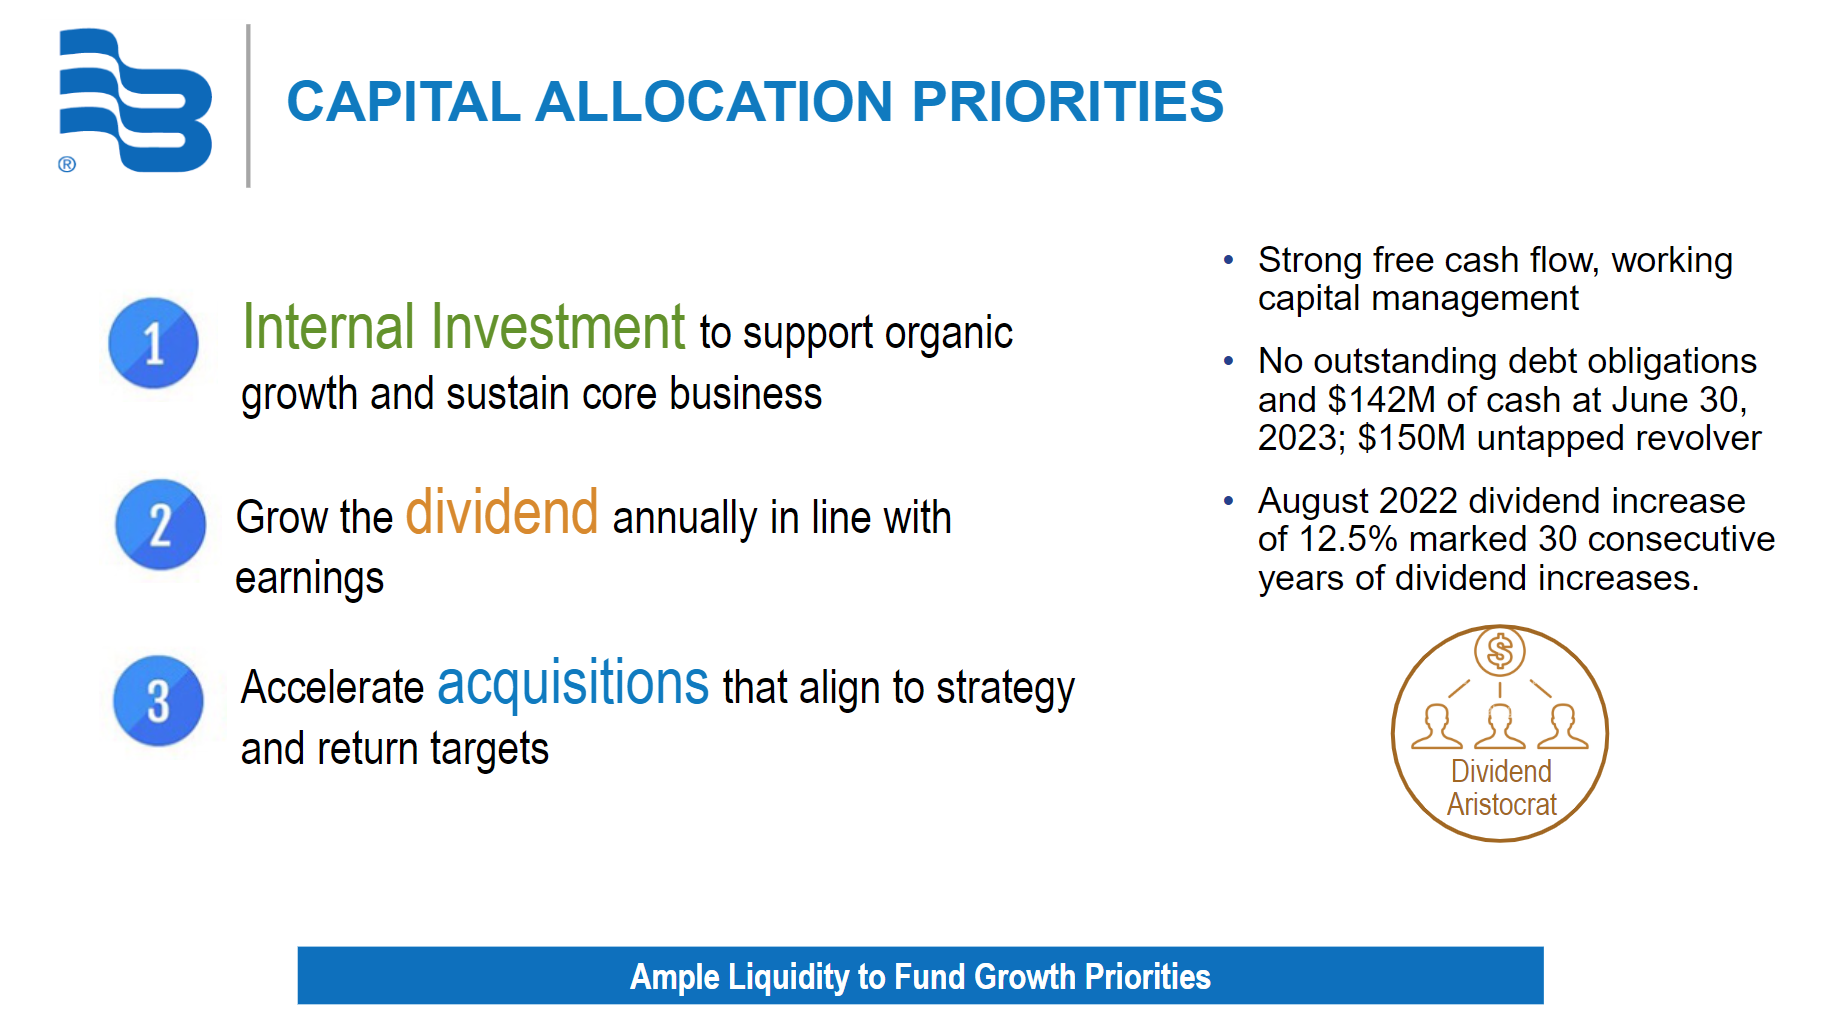 ®
CAPITAL ALLOCATION PRIORITIES
1
Internal Investment to support organic
growth and sustain core business
2
Grow the dividend annually in line with
earnings
3
Accelerate acquisitions that align to strategy
and return targets
• Strong free cash flow, working
capital management
• No outstanding debt obligations
and $142M of cash at June 30,
2023; $150M untapped revolver
• August 2022 dividend increase
of 12.5% marked 30 consecutive
years of dividend increases.
$
Dividend
Aristocrat
Ample Liquidity to Fund Growth Priorities